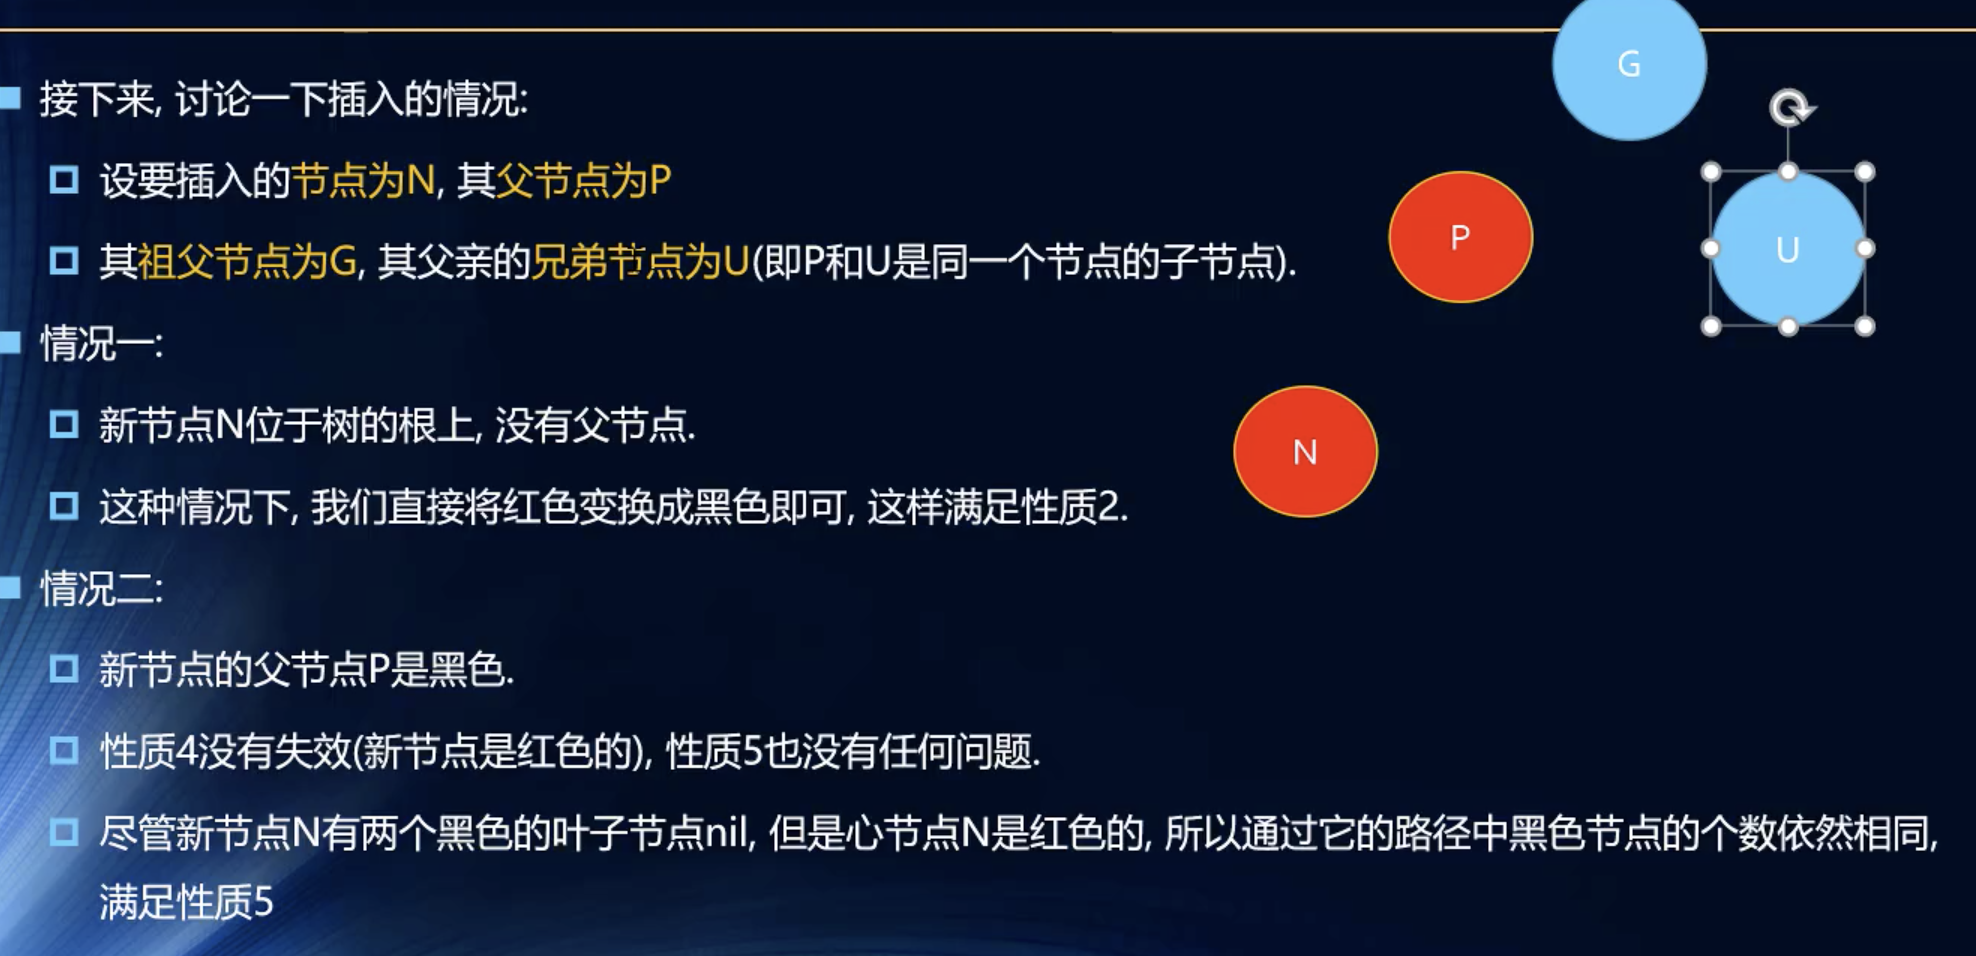 接下来, 讨论一下插入的情况:
设要插入的节点为N, 其父节点为P
其祖父节点为G, 其父亲的兄弟节点为U(即P和U是同一个节点的子节点).
情况一:
新节点N位于树的根上, 没有父节点.
这种情况下, 我们直接将红色变换成黑色即可, 这样满足性质2.
情况二:
新节点的父节点P是黑色.
性质4没有失效(新节点是红色的), 性质5也没有任何问题.
尽管新节点N有两个黑色的叶子节点nil, 但是心节点N是红色的, 所以通过它的路径中黑色节点的个数依然相同,
满足性质5
G
P
U
N